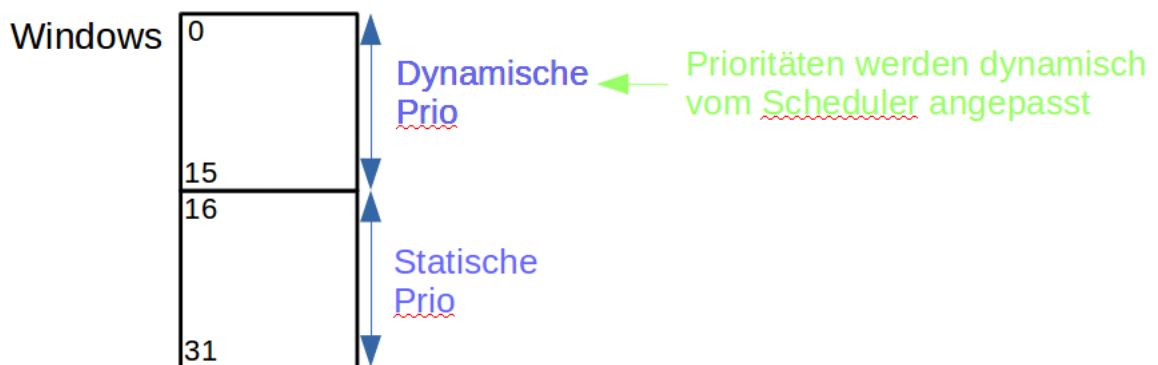 Windows
0
Dynamische
Prio
Prioritäten werden dynamisch
vom Scheduler angepasst
15
16
Statische
Prio
31